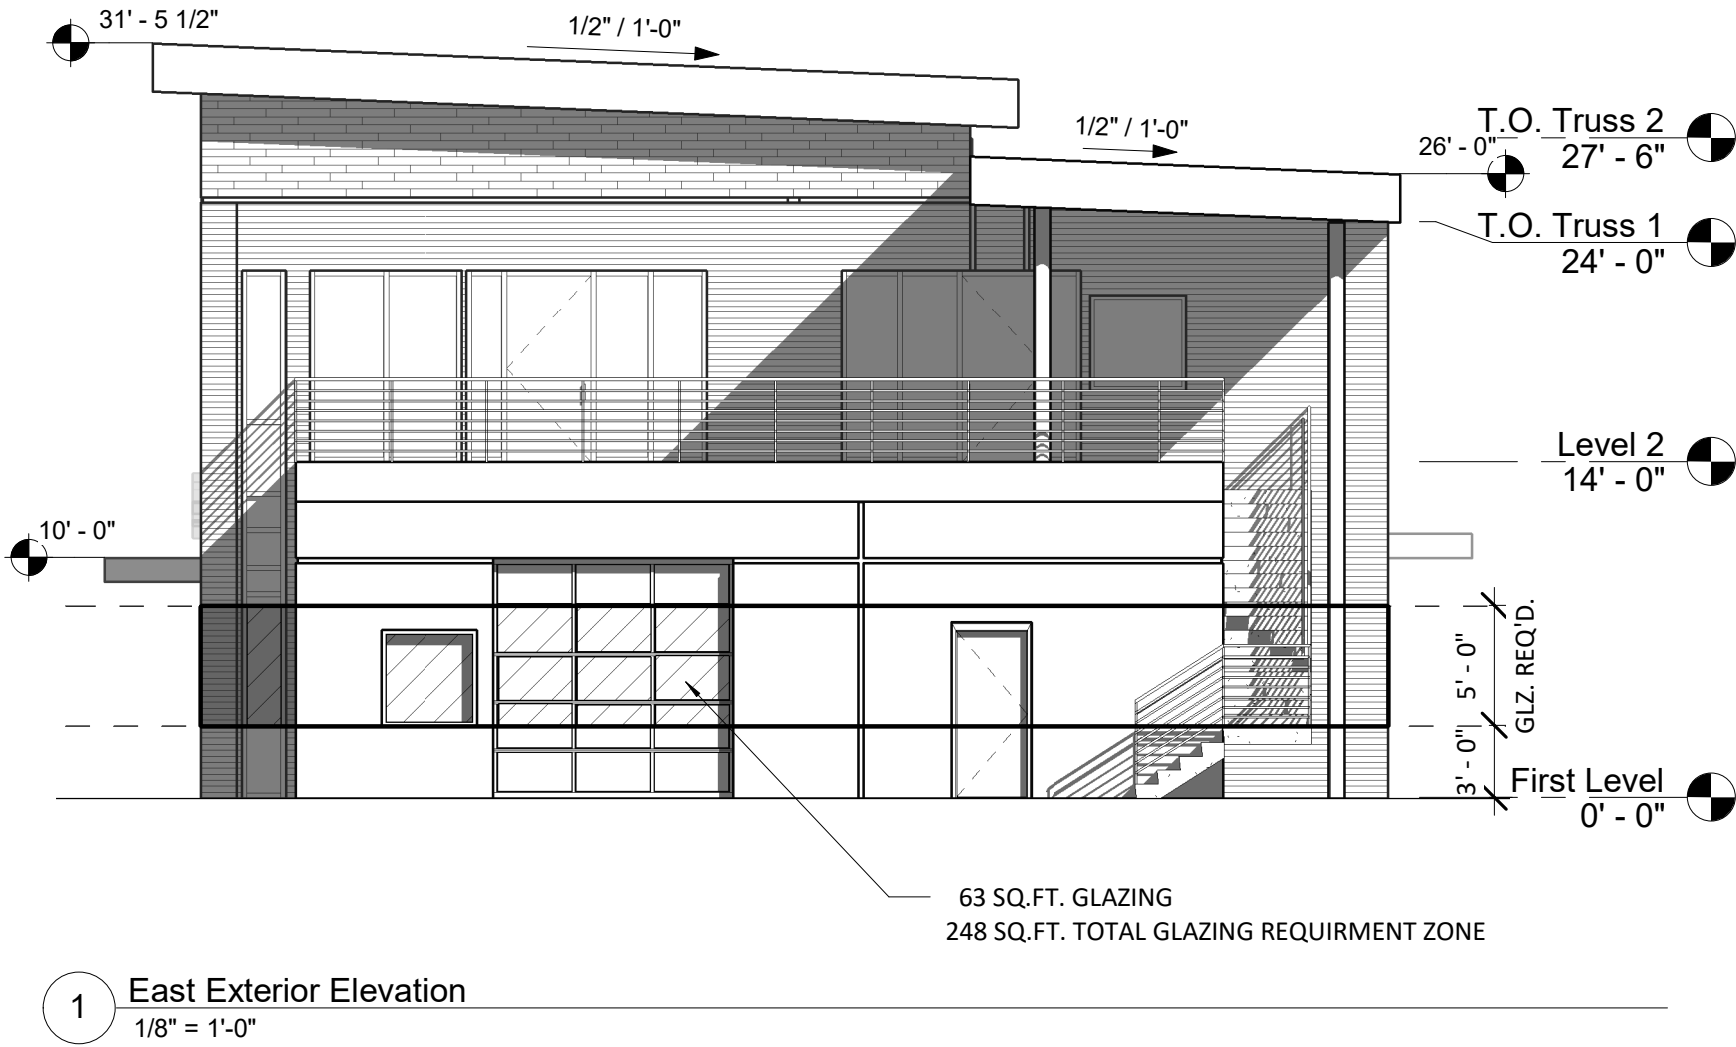 31' - 5 1/2"
1/2" / 1'-0"
1/2" / 1'-0"
T.O. Truss 2
27' - 6"
26' - 0"
T.O. Truss 1
24' - 0"
Level 2
14' - 0"
10' - 0"
5' - 0"
GLZ. REQ'D.
3' - 0"
First Level
0' - 0"
63 SQ.FT. GLAZING
248 SQ.FT. TOTAL GLAZING REQUIRMENT ZONE
1
East Exterior Elevation
1/8" = 1'-0"